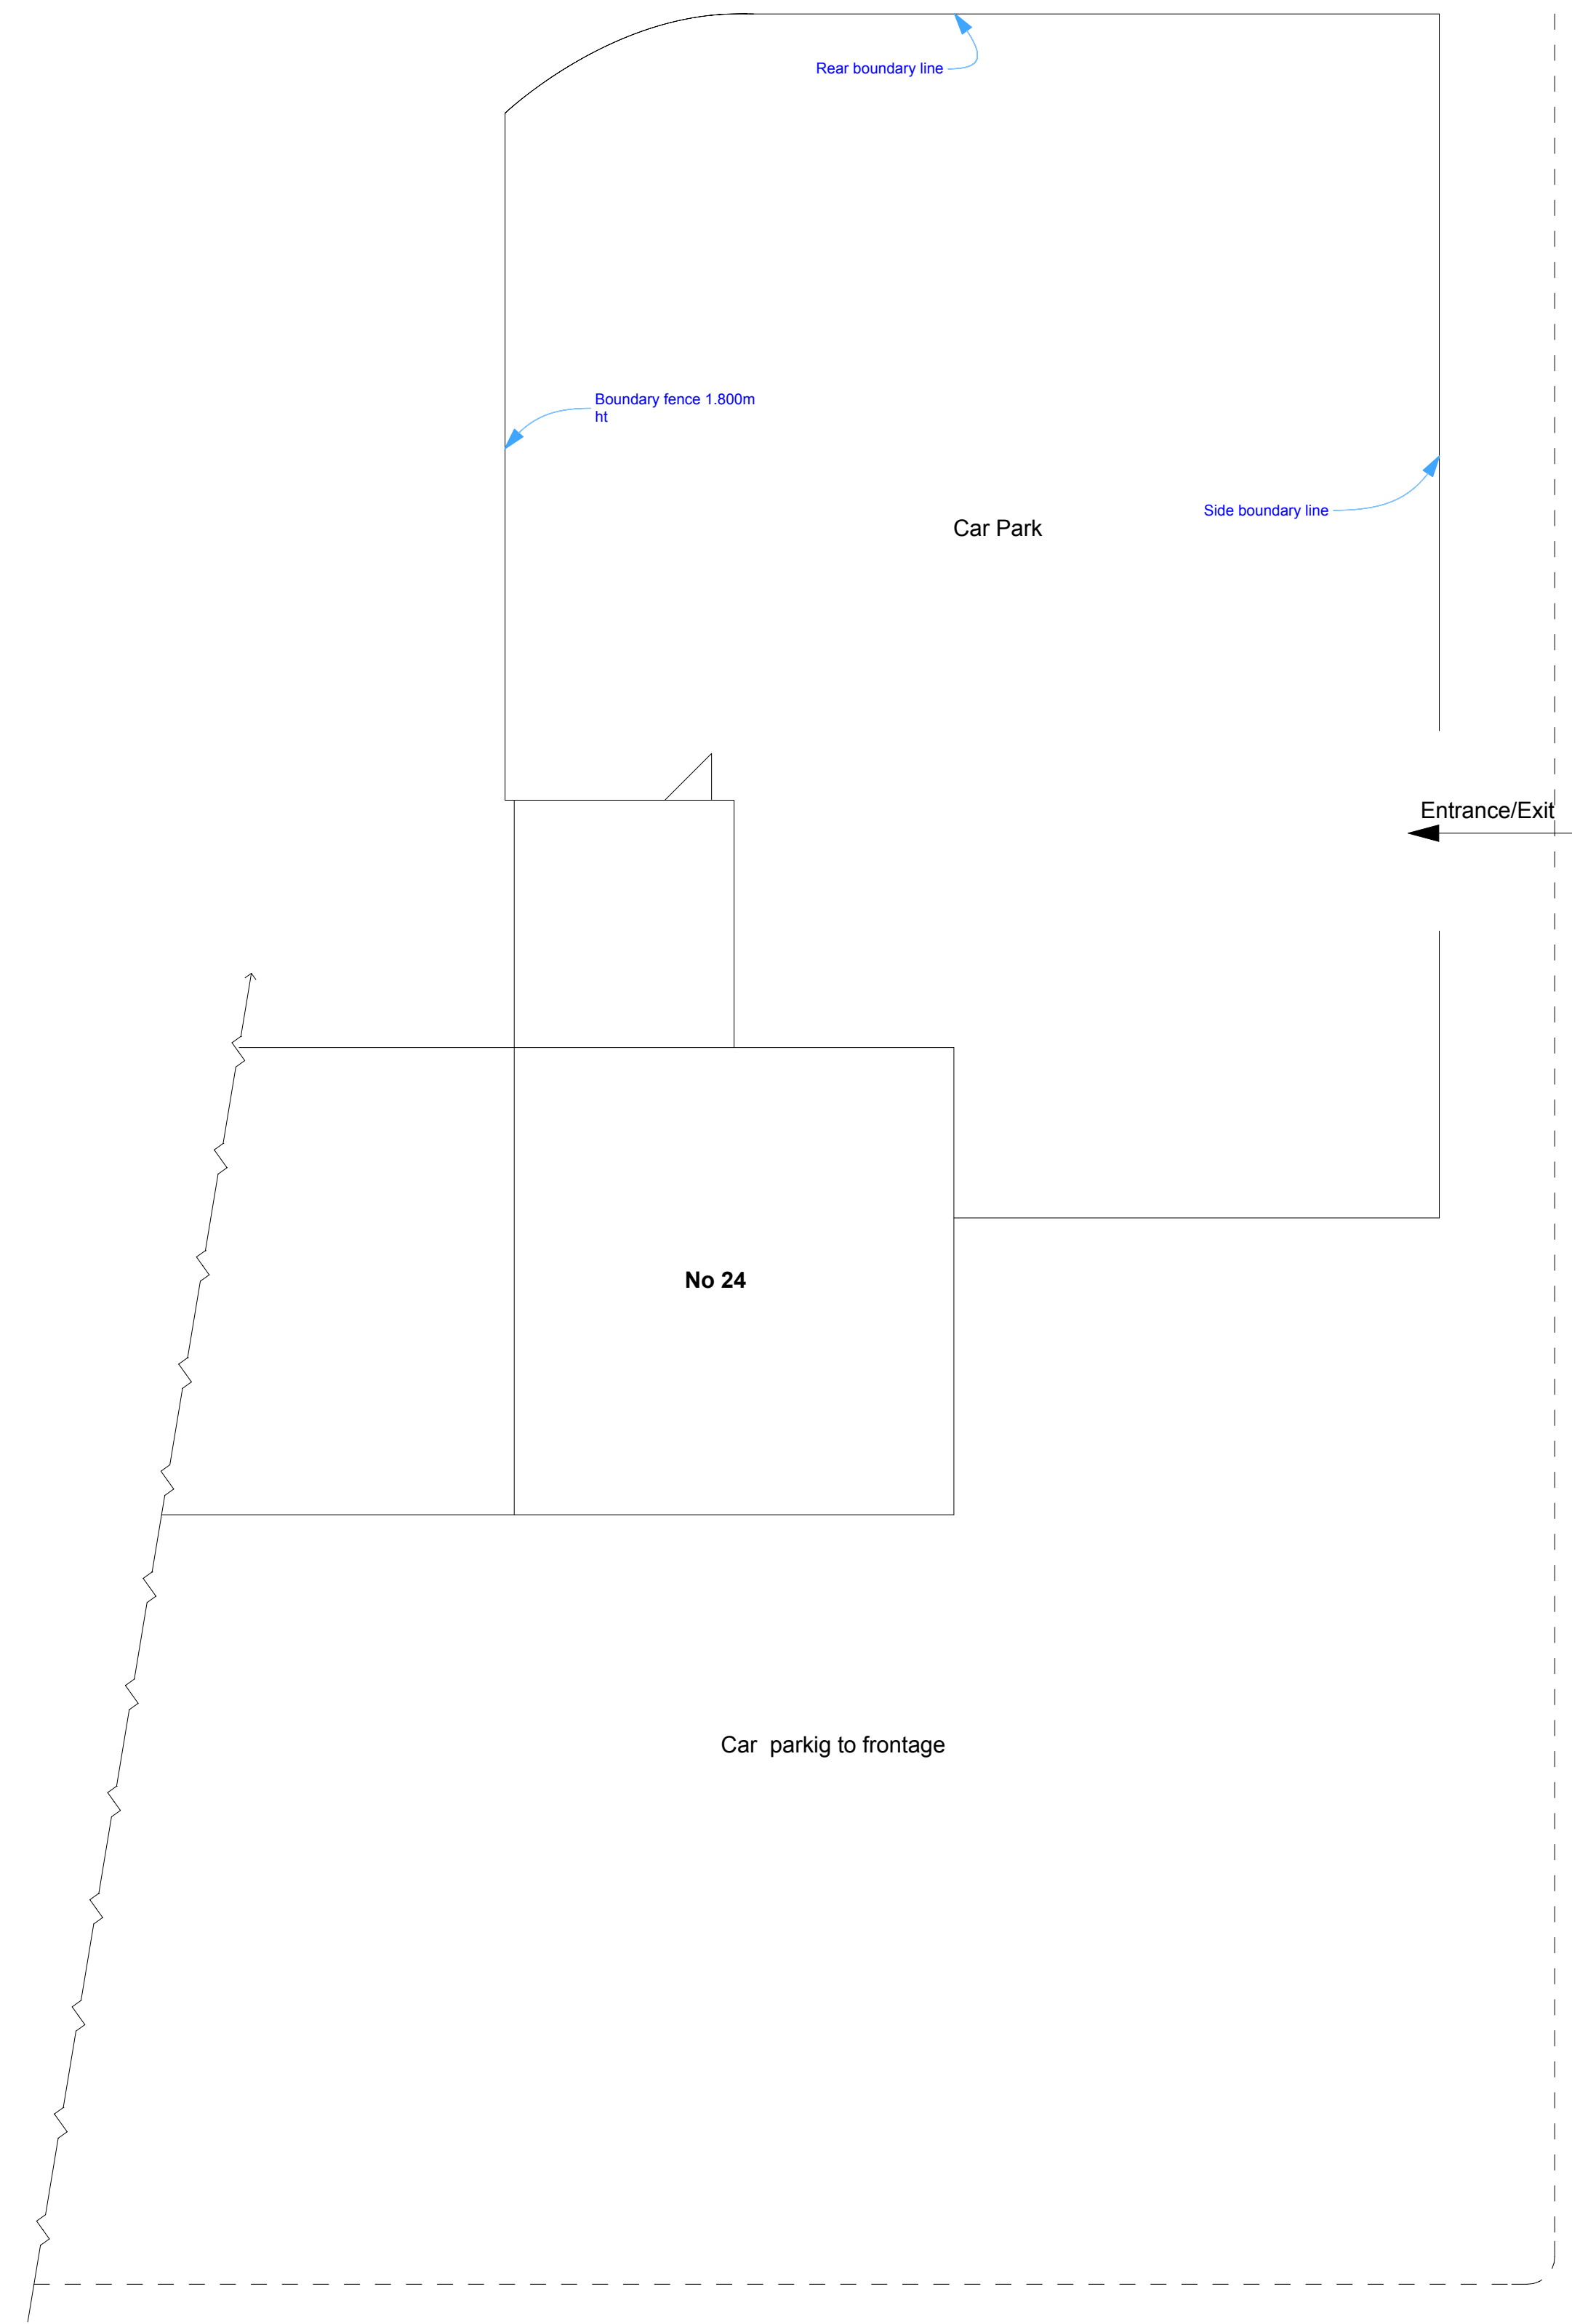 Rear boundary line
Boundary fence 1.800m
ht
Side boundary line
Car Park
Entrance/Exit
No 24
Car  parkig to frontage